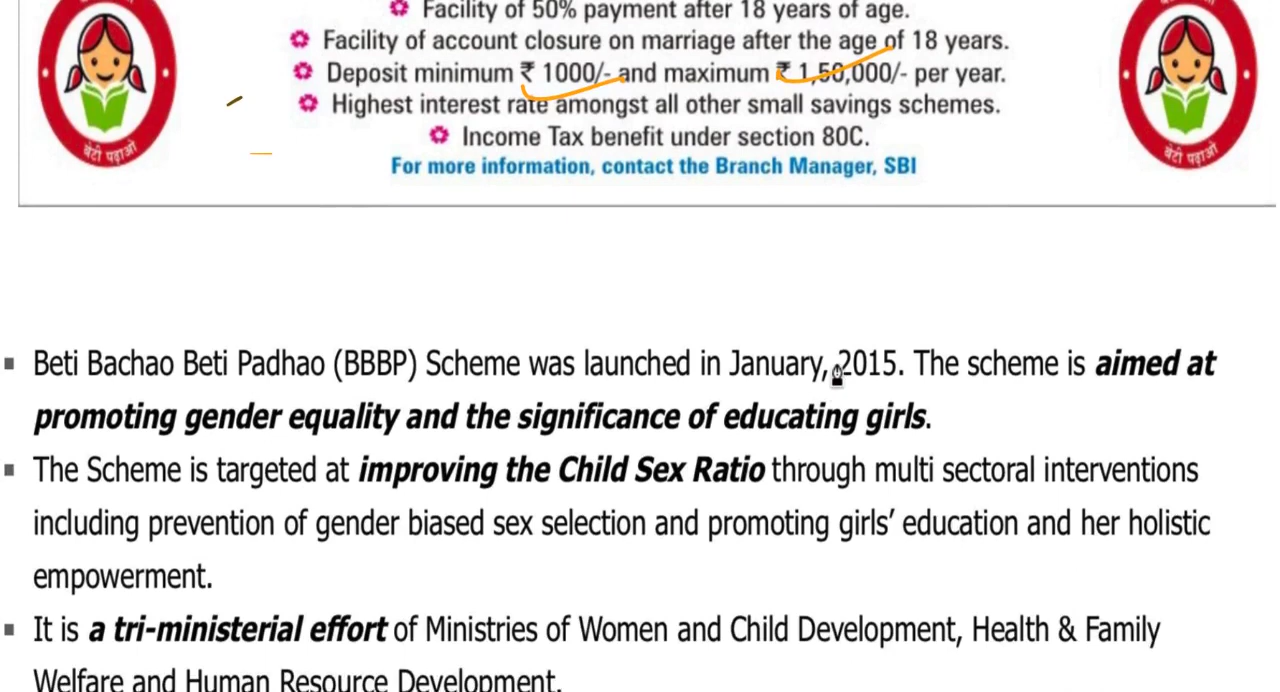 Facility of 50% payment after 18 years of age.
Facility of account closure on marriage after the age of 18 years.
Deposit minimum ₹ 1000/- and maximum ₹ 1,50,000/- per year.
Highest interest rate amongst all other small savings schemes.
Income Tax benefit under section 80C.
For more information, contact the Branch Manager, SBI
बेटी पढ़ाओ
बेटी पढ़ाओ
▪ Beti Bachao Beti Padhao (BBBP) Scheme was launched in January, 2015. The scheme is aimed at
promoting gender equality and the significance of educating girls.
▪ The Scheme is targeted at improving the Child Sex Ratio through multi sectoral interventions
including prevention of gender biased sex selection and promoting girls' education and her holistic
empowerment.
▪ It is a tri-ministerial effort of Ministries of Women and Child Development, Health & Family
Welfare and Human Resource Development.